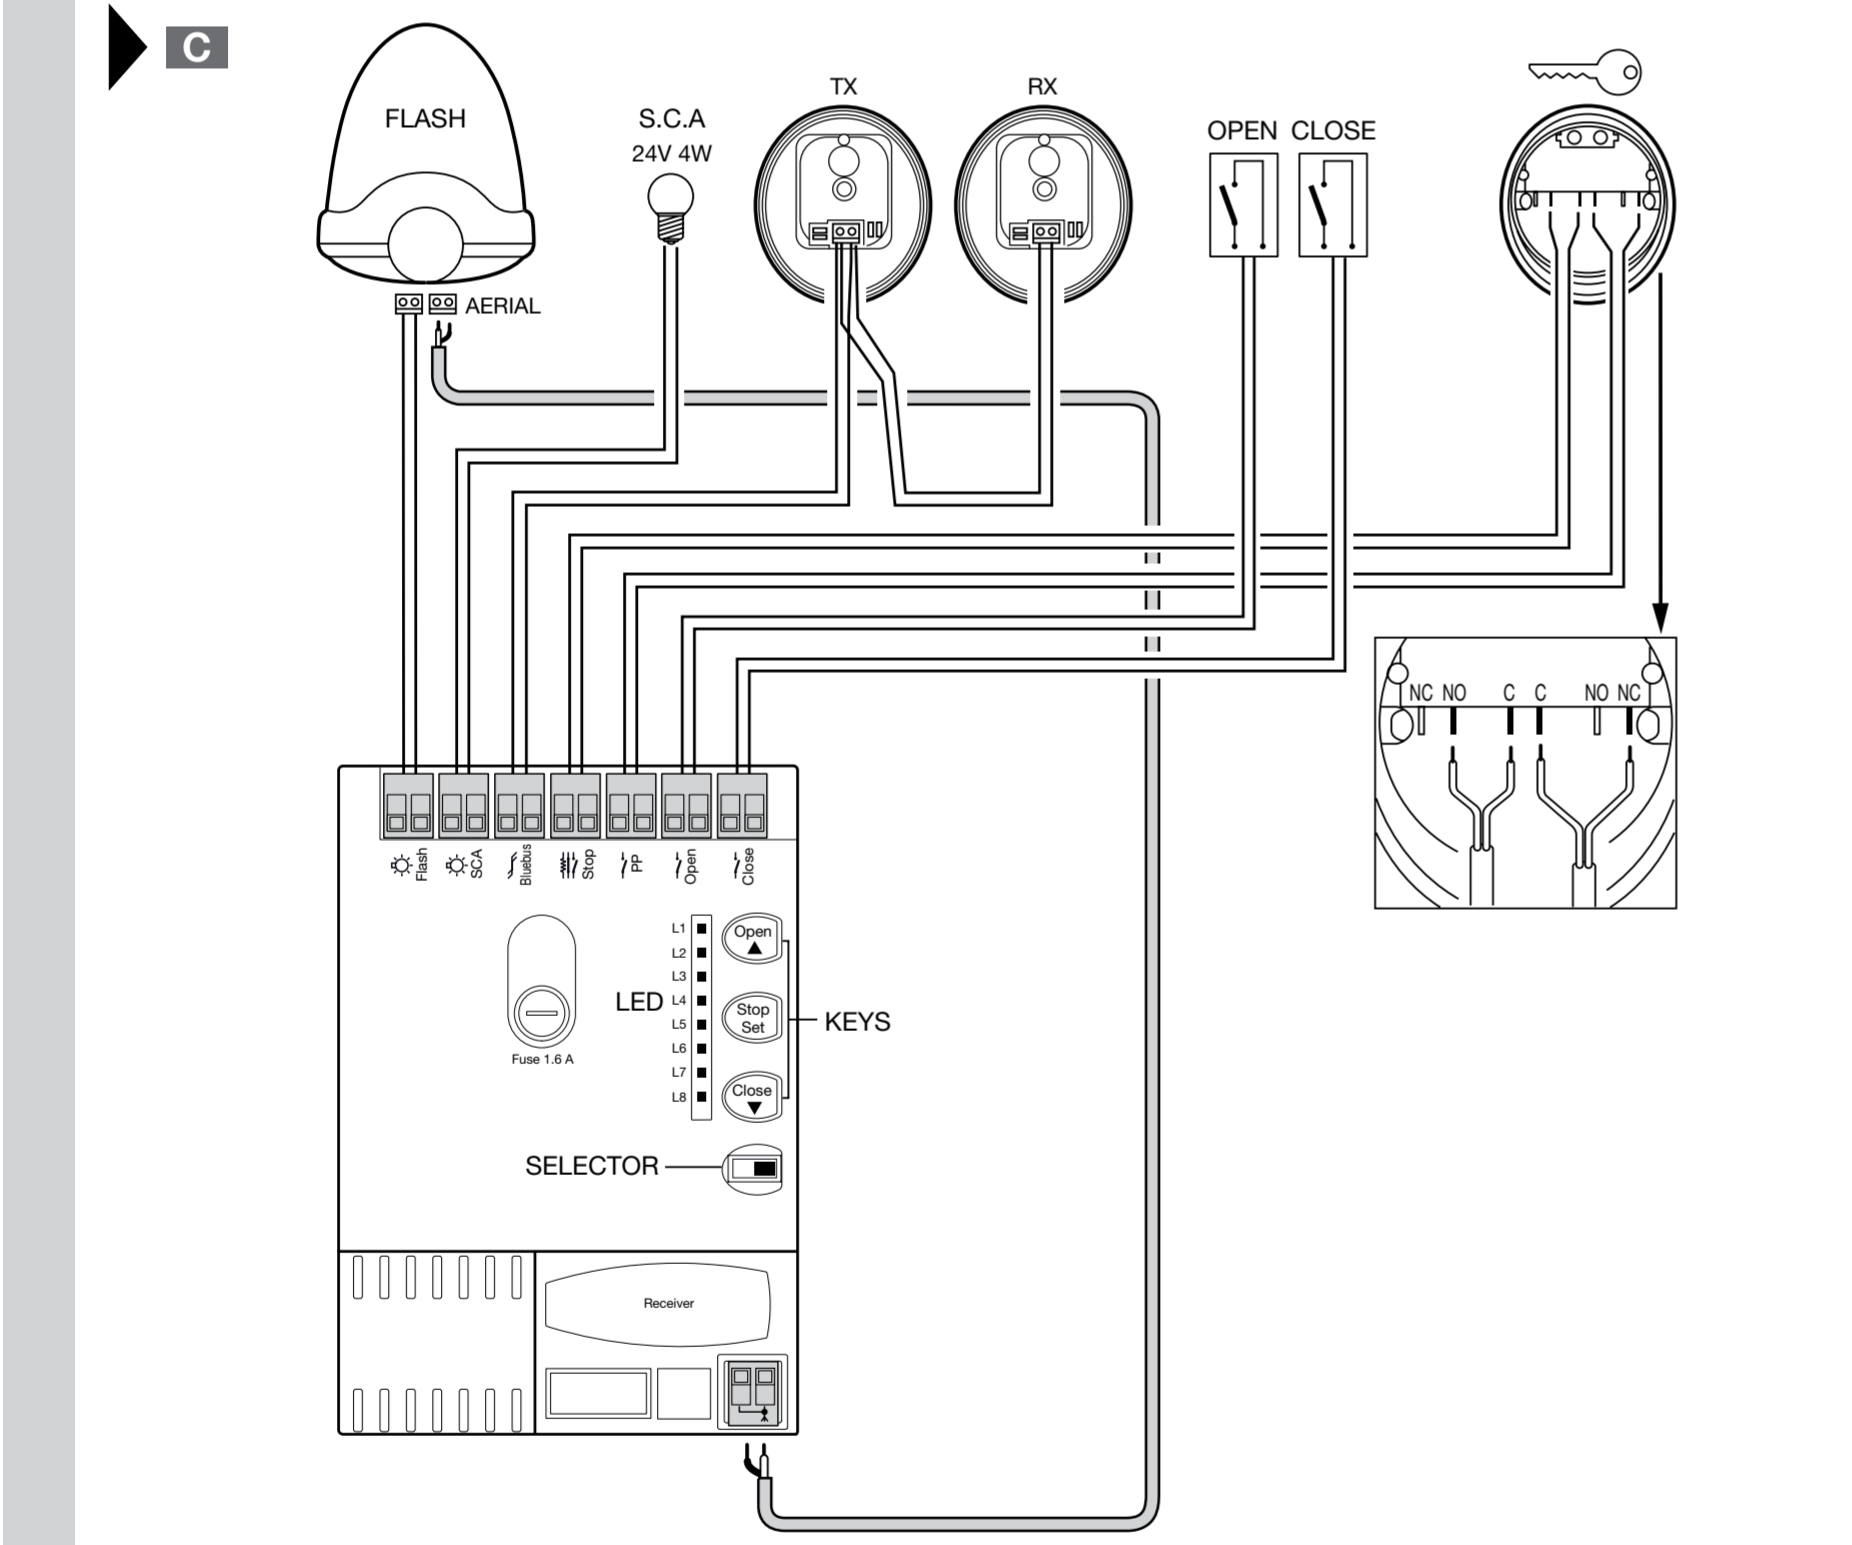 C
FLASH
S.C.A
24V 4W
TX
RX
OPEN CLOSE
AERIAL
NC NO C C NO NC
Flash
SCA
Bluebus
Stop
PP
Open
Close
L1
L2
L3
L4
L5
L6
L7
L8
LED
Open
Stop
Set
Close
KEYS
Fuse 1.6 A
SELECTOR
Receiver